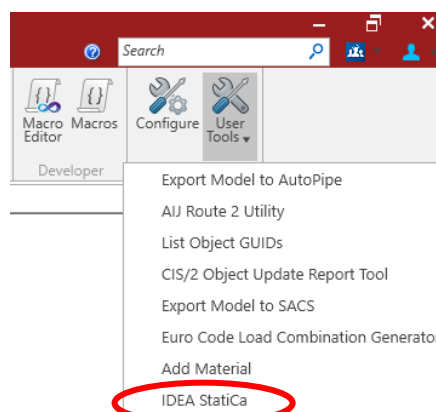 Search
Macro Macros Configure User
Editor Tools
Developer
Export Model to AutoPipe
AIJ Route 2 Utility
List Object GUIDs
CIS/2 Object Update Report Tool
Export Model to SACS
Euro Code Load Combination Generato
Add Material
IDEA StatiCa